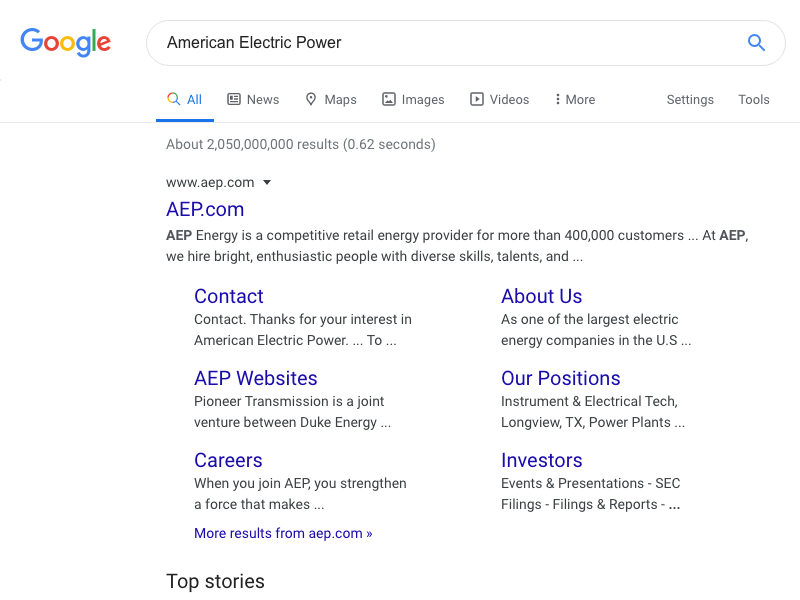 Google
American Electric Power
All News Maps Images Videos More Settings Tools
About 2,050,000,000 results (0.62 seconds)
www.aep.com
AEP.com
AEP Energy is a competitive retail energy provider for more than 400,000 customers ... At AEP,
we hire bright, enthusiastic people with diverse skills, talents, and ...
Contact
Contact. Thanks for your interest in
American Electric Power. ... To ...
About Us
As one of the largest electric
energy companies in the U.S ...
AEP Websites
Pioneer Transmission is a joint
venture between Duke Energy ...
Our Positions
Instrument & Electrical Tech,
Longview, TX, Power Plants ...
Careers
When you join AEP, you strengthen
a force that makes ...
Investors
Events & Presentations - SEC
Filings - Filings & Reports - ...
More results from aep.com »
Top stories